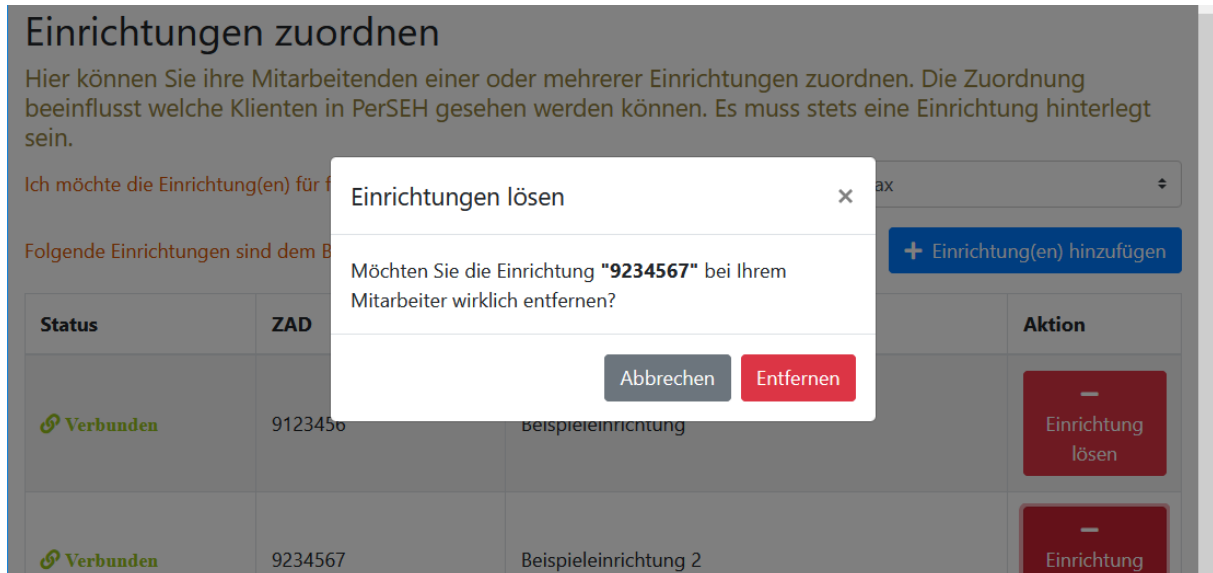 Einrichtungen zuordnen
Hier können Sie ihre Mitarbeitenden einer oder mehrerer Einrichtungen zuordnen. Die Zuordnung
beeinflusst welche Klienten in PerSEH gesehen werden können. Es muss stets eine Einrichtung hinterlegt
sein.
Ich möchte die Einrichtung(en) für
Einrichtungen lösen ×
Folgende Einrichtungen sind dem
Einrichtung(en) hinzufügen
Möchten Sie die Einrichtung "9234567" bei Ihrem
Mitarbeiter wirklich entfernen?
Abbrechen Entfernen
Status ZAD Aktion
Verbunden 9123456 Beispieleinrichtung
Einrichtung
lösen
Verbunden 9234567 Beispieleinrichtung 2
Einrichtung